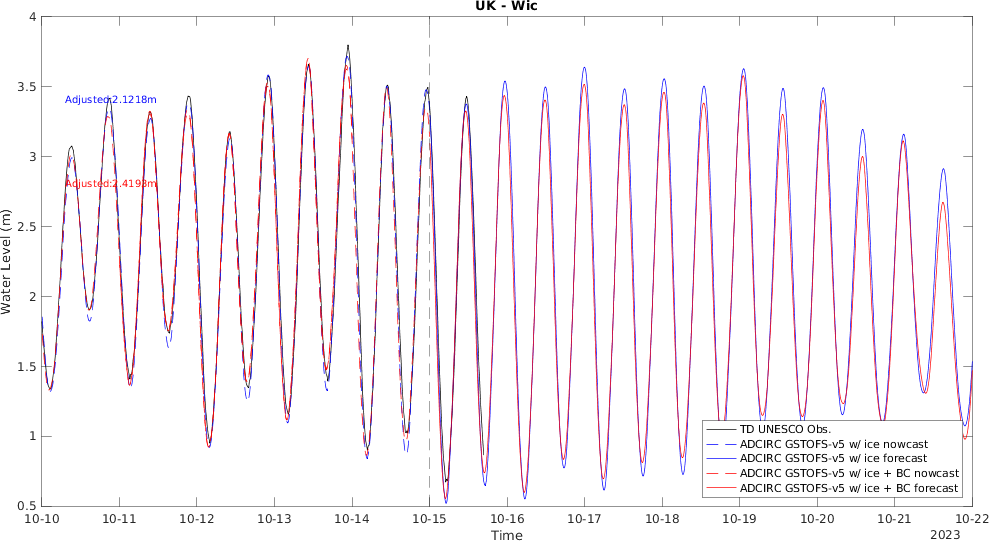 UK - Wic
Water Level (m)
4
3.5
3
2.5
2
1.5
1
0.5
Adjusted:2.1218m
Adjusted:2.4193m
TD UNESCO Obs.
ADCIRC GSTOFS-v5 w/ ice nowcast
ADCIRC GSTOFS-v5 w/ ice forecast
ADCIRC GSTOFS-v5 w/ ice + BC nowcast
ADCIRC GSTOFS-v5 w/ ice + BC forecast
10-10 10-11 10-12 10-13 10-14 10-15 10-16 10-17 10-18 10-19 10-20 10-21 10-22
Time
2023